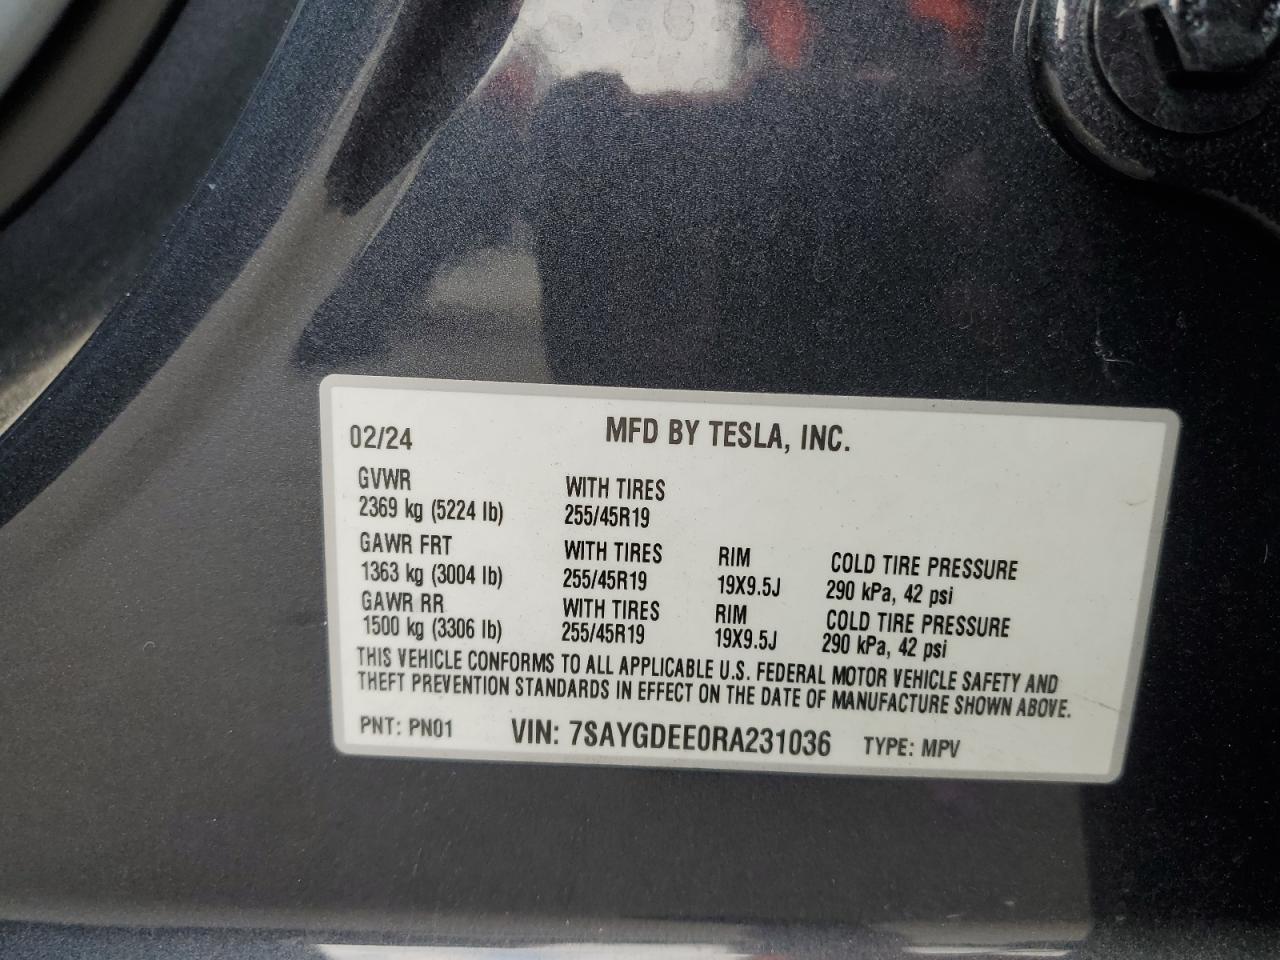 02/24 MFD BY TESLA, INC.
GVWR WITH TIRES
2369 kg (5224 lb) 255/45R19
GAWR FRT WITH TIRES RIM COLD TIRE PRESSURE
1363 kg (3004 lb) 255/45R19 19X9.5J 290 kPa, 42 psi
GAWR RR WITH TIRES RIM COLD TIRE PRESSURE
1500 kg (3306 lb) 255/45R19 19X9.5J 290 kPa, 42 psi
THIS VEHICLE CONFORMS TO ALL APPLICABLE U.S. FEDERAL MOTOR VEHICLE SAFETY AND
THEFT PREVENTION STANDARDS IN EFFECT ON THE DATE OF MANUFACTURE SHOWN ABOVE.
PNT: PN01 VIN: 7SAYGDEE0RA231036 TYPE: MPV